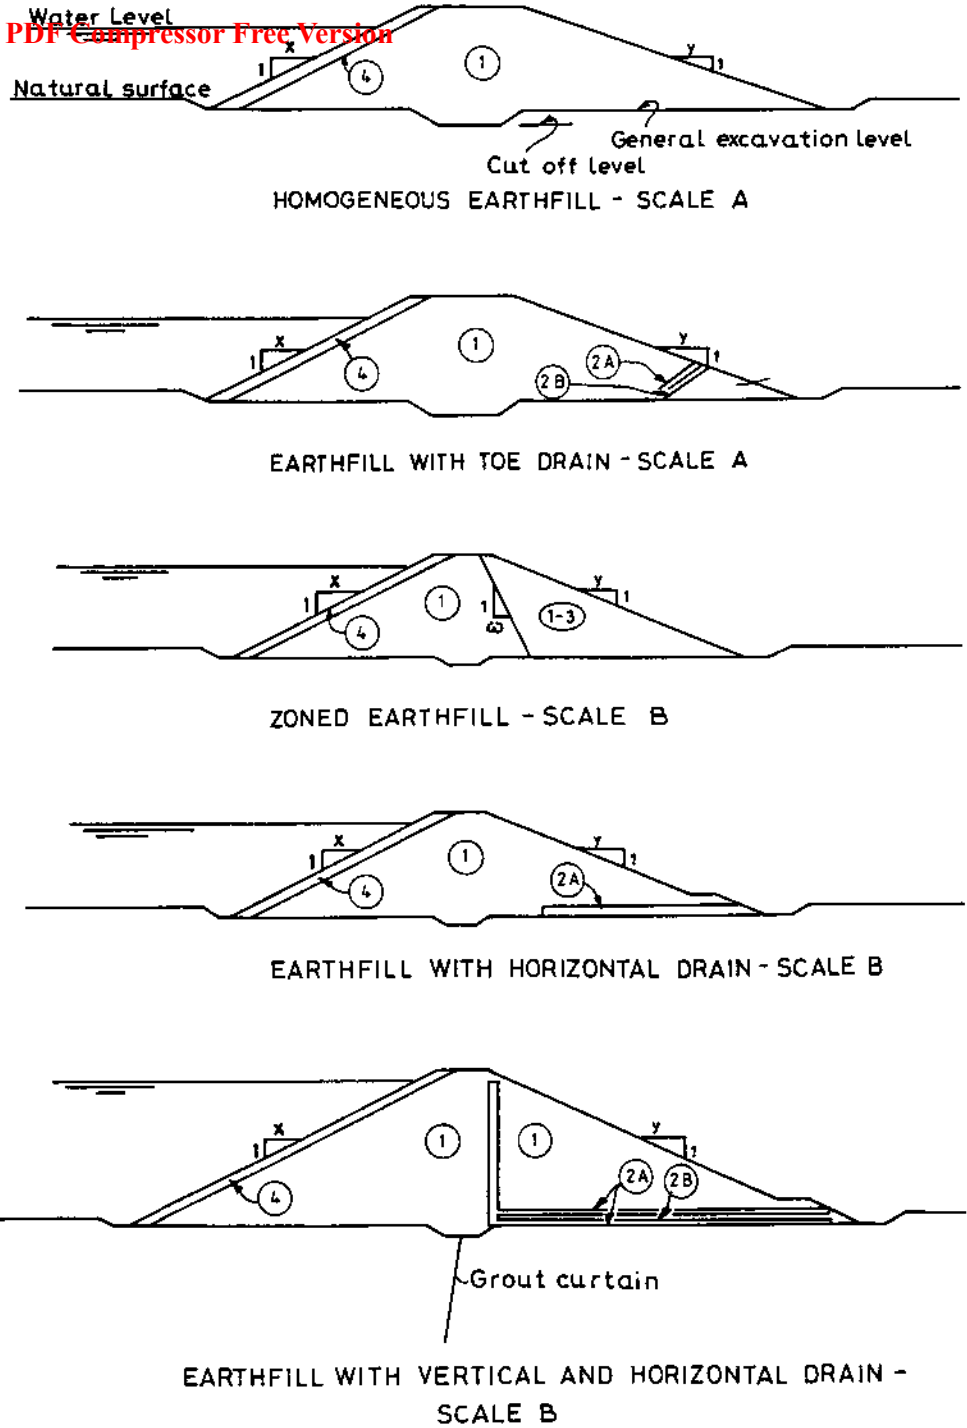 Water Level
PDF Compressor Free Version
x
1
4
1
y
1
Natural surface
General excavation level
Cut off level
HOMOGENEOUS EARTHFILL - SCALE A
x
1
4
1
y
1
2A
2B
EARTHFILL WITH TOE DRAIN - SCALE A
x
1
4
1
1
ω
1-3
y
1
ZONED EARTHFILL - SCALE B
x
1
4
1
y
1
2A
EARTHFILL WITH HORIZONTAL DRAIN - SCALE B
x
1
4
1
1
y
1
2A
2B
Grout curtain
EARTHFILL WITH VERTICAL AND HORIZONTAL DRAIN -
SCALE B